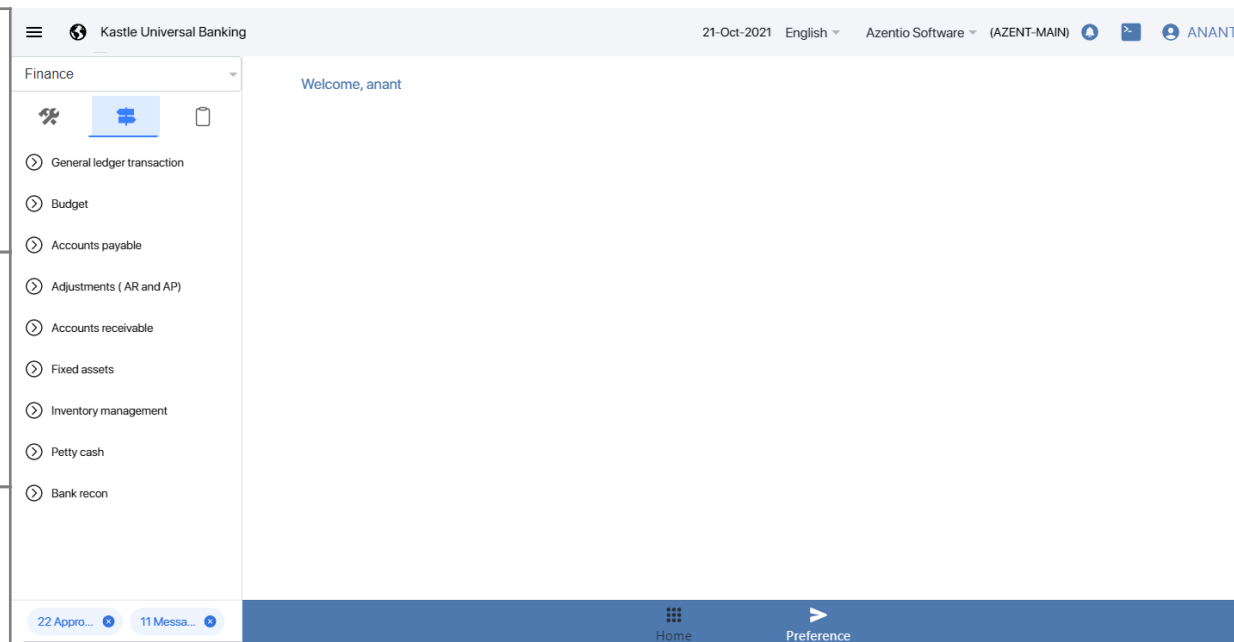 Kastle Universal Banking
21-Oct-2021 English Azentio Software (AZENT-MAIN) ANANT
Finance
Welcome, anant
General ledger transaction
Budget
Accounts payable
Adjustments ( AR and AP)
Accounts receivable
Fixed assets
Inventory management
Petty cash
Bank recon
22 Appro... 11 Messa...
Home
Preference